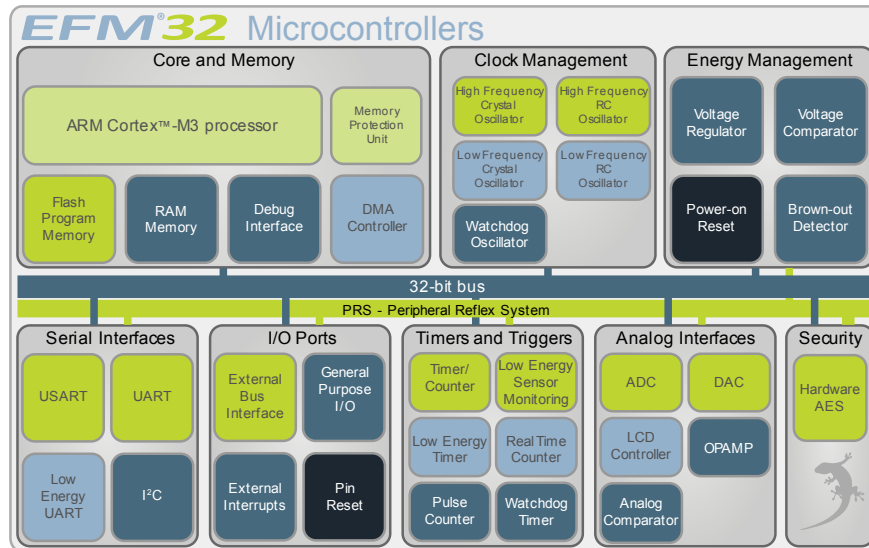 EFM®32 Microcontrollers
Core and Memory
ARM Cortex™-M3 processor
Memory
Protection
Unit
Flash
Program
Memory
RAM
Memory
Debug
Interface
DMA
Controller
Clock Management
High Frequency
Crystal
Oscillator
High Frequency
RC
Oscillator
Low Frequency
Crystal
Oscillator
Low Frequency
RC
Oscillator
Watchdog
Oscillator
Energy Management
Voltage
Regulator
Voltage
Comparator
Power-on
Reset
Brown-out
Detector
32-bit bus
PRS - Peripheral Reflex System
Serial Interfaces
USART
UART
Low
Energy
UART
I²C
I/O Ports
External
Bus
Interface
General
Purpose
I/O
External
Interrupts
Pin
Reset
Timers and Triggers
Timer/
Counter
Low Energy
Sensor
Monitoring
Low Energy
Timer
Real Time
Counter
Pulse
Counter
Watchdog
Timer
Analog Interfaces
ADC
DAC
LCD
Controller
OPAMP
Analog
Comparator
Security
Hardware
AES